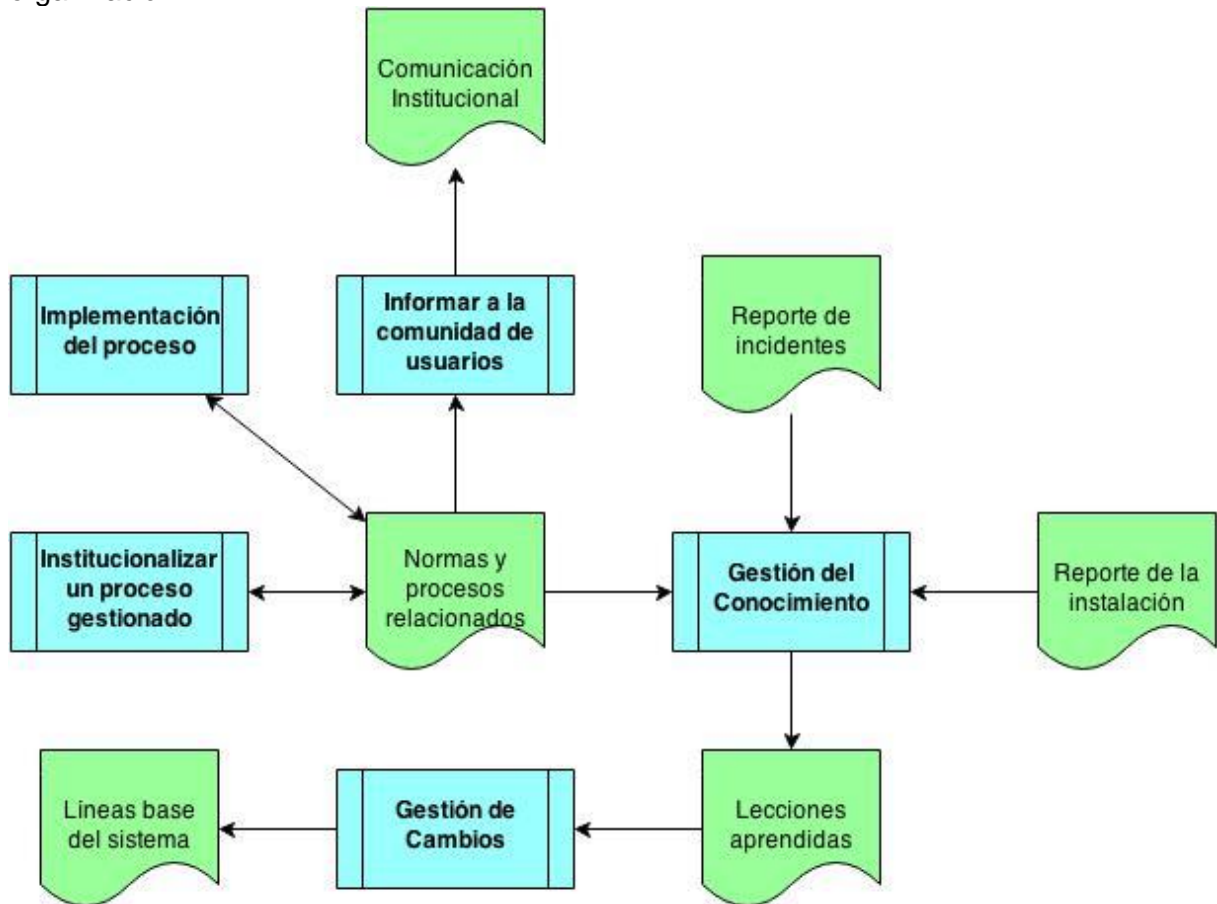 Comunicación
Institucional
Implementación
del proceso
Informar a la
comunidad de
usuarios
Reporte de
incidentes
Institucionalizar
un proceso
gestionado
Normas y
procesos
relacionados
Gestión del
Conocimiento
Reporte de la
instalación
Líneas base
del sistema
Gestión de
Cambios
Lecciones
aprendidas